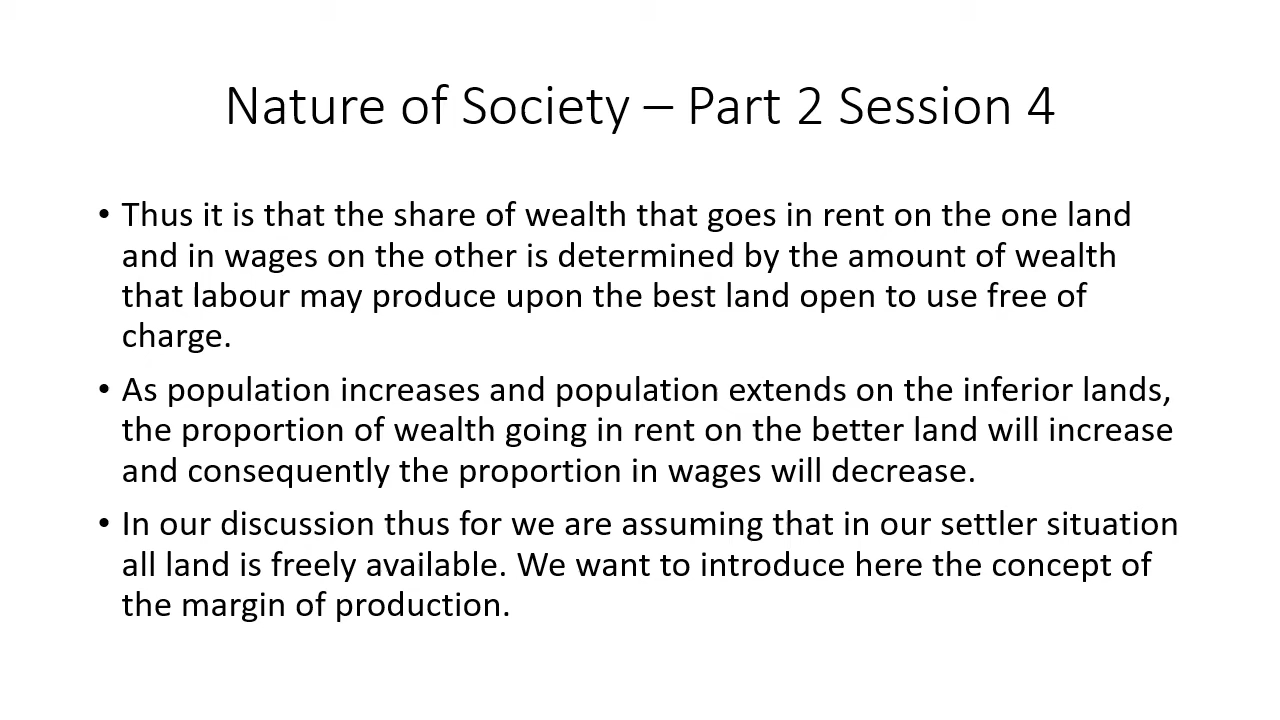 Nature of Society – Part 2 Session 4
• Thus it is that the share of wealth that goes in rent on the one land
and in wages on the other is determined by the amount of wealth
that labour may produce upon the best land open to use free of
charge.
• As population increases and population extends on the inferior lands,
the proportion of wealth going in rent on the better land will increase
and consequently the proportion in wages will decrease.
• In our discussion thus for we are assuming that in our settler situation
all land is freely available. We want to introduce here the concept of
the margin of production.